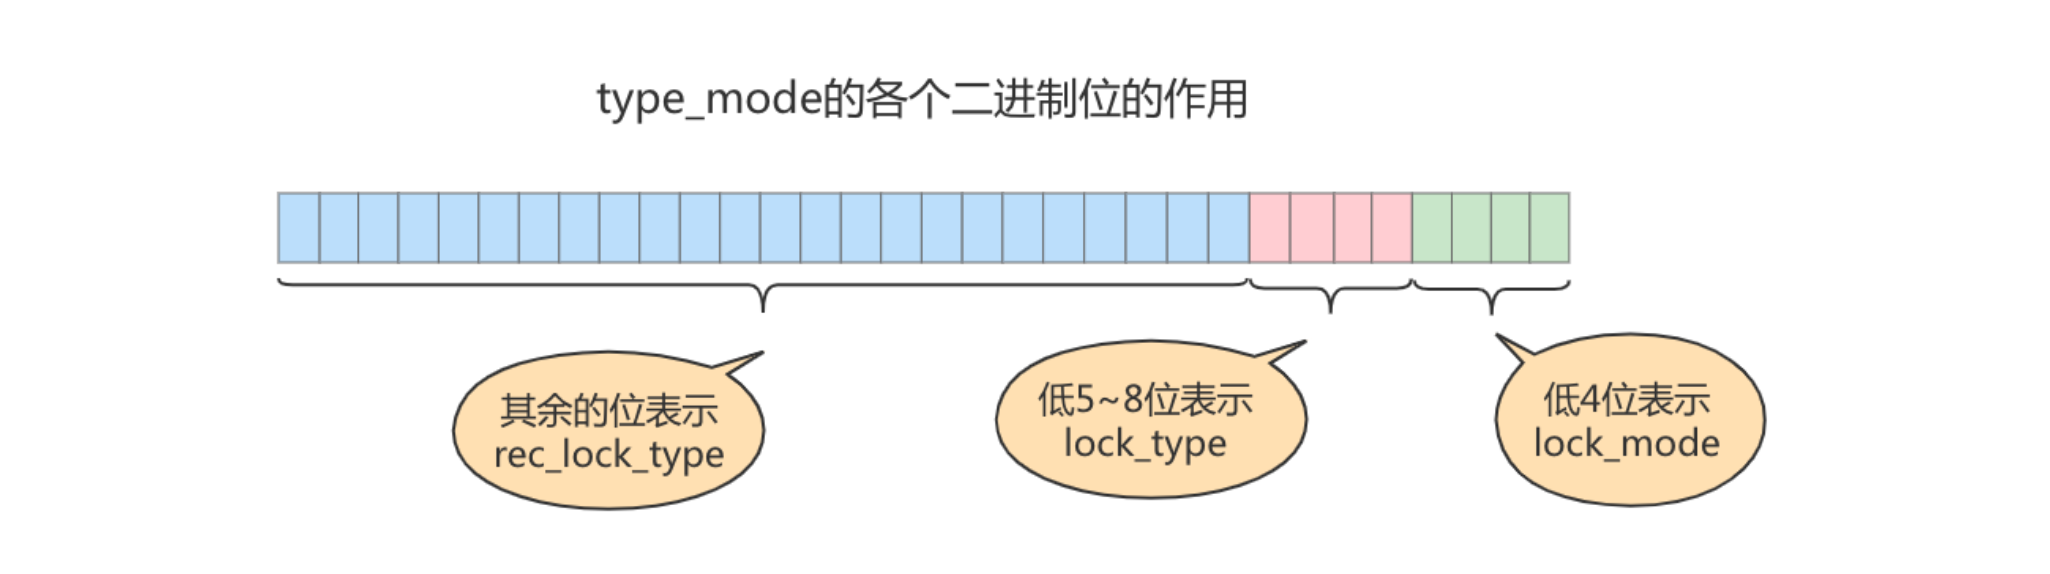 type_mode的各个二进制位的作用
其余的位表示
rec_lock_type
低5~8位表示
lock_type
低4位表示
lock_mode